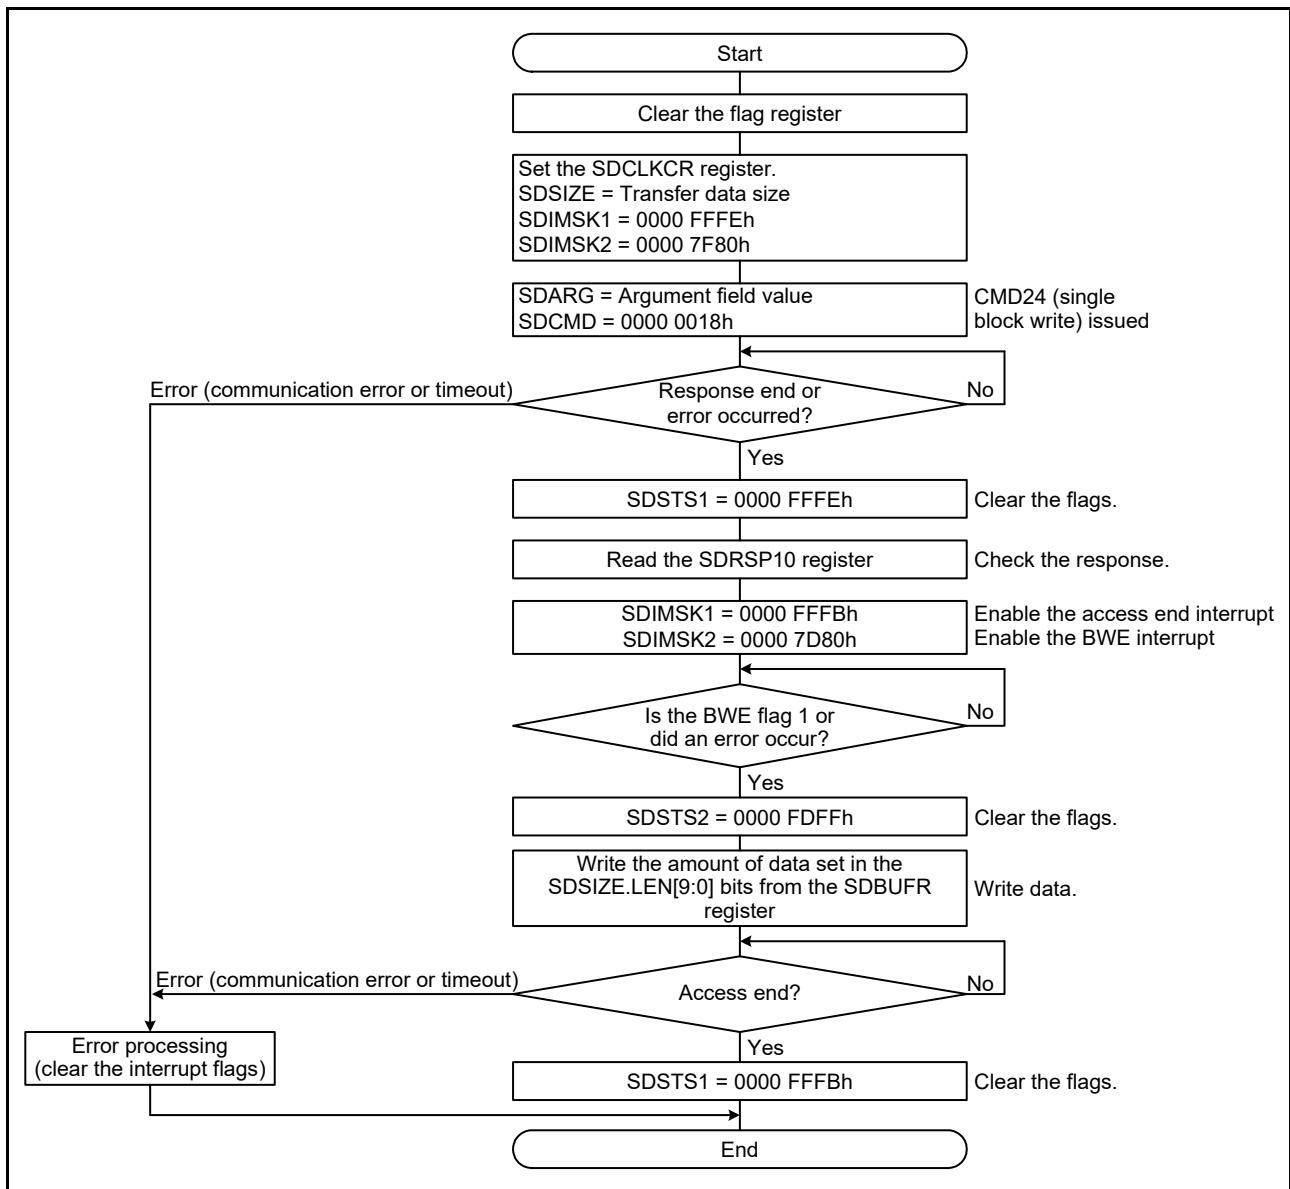 Start
Clear the flag register
Set the SDCLKCR register.
SDSIZE = Transfer data size
SDIMSK1 = 0000 FFFEh
SDIMSK2 = 0000 7F80h
SDARG = Argument field value
SDCMD = 0000 0018h
CMD24 (single
block write) issued
Error (communication error or timeout)
Response end or
error occurred?
No
Yes
SDSTS1 = 0000 FFFEh
Clear the flags.
Read the SDRSP10 register
Check the response.
SDIMSK1 = 0000 FFFBh
SDIMSK2 = 0000 7D80h
Enable the access end interrupt
Enable the BWE interrupt
Is the BWE flag 1 or
did an error occur?
No
Yes
SDSTS2 = 0000 FDFFh
Clear the flags.
Write the amount of data set in the
SDSIZE.LEN[9:0] bits from the SDBUFR
register
Write data.
Error (communication error or timeout)
Access end?
No
Error processing
(clear the interrupt flags)
Yes
SDSTS1 = 0000 FFFBh
Clear the flags.
End